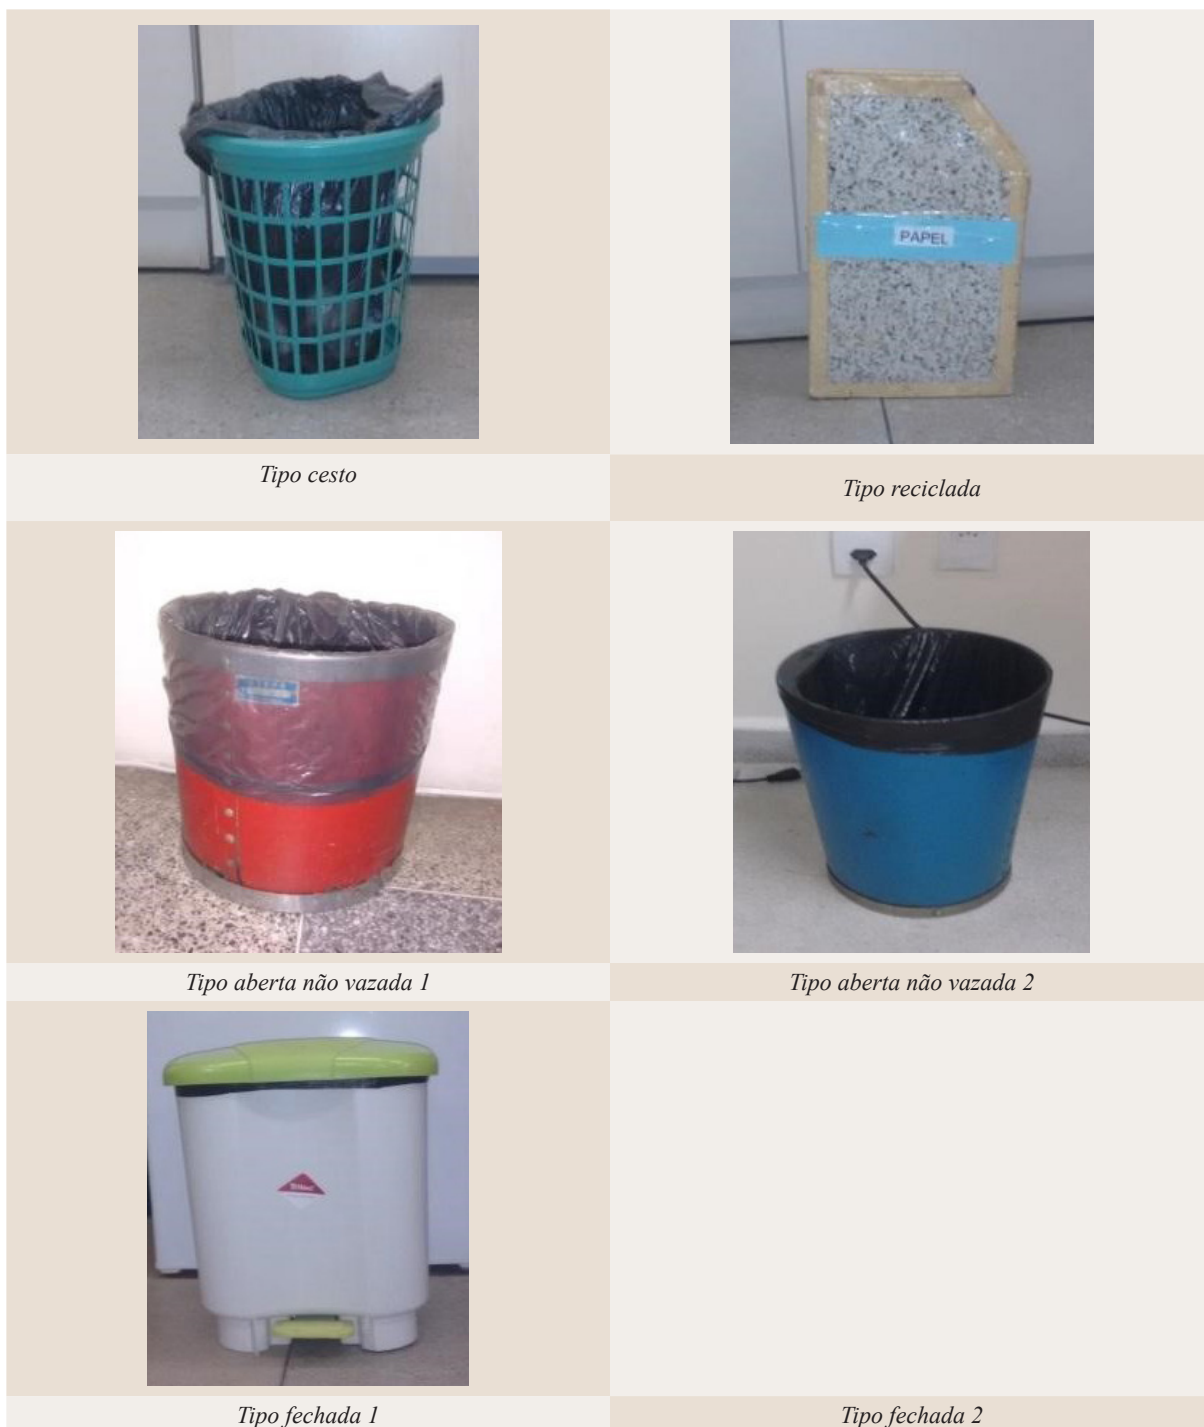 PAPEL
Tipo cesto
Tipo reciclada
Tipo aberta não vazada 1
Tipo aberta não vazada 2
Tipo fechada 1
Tipo fechada 2